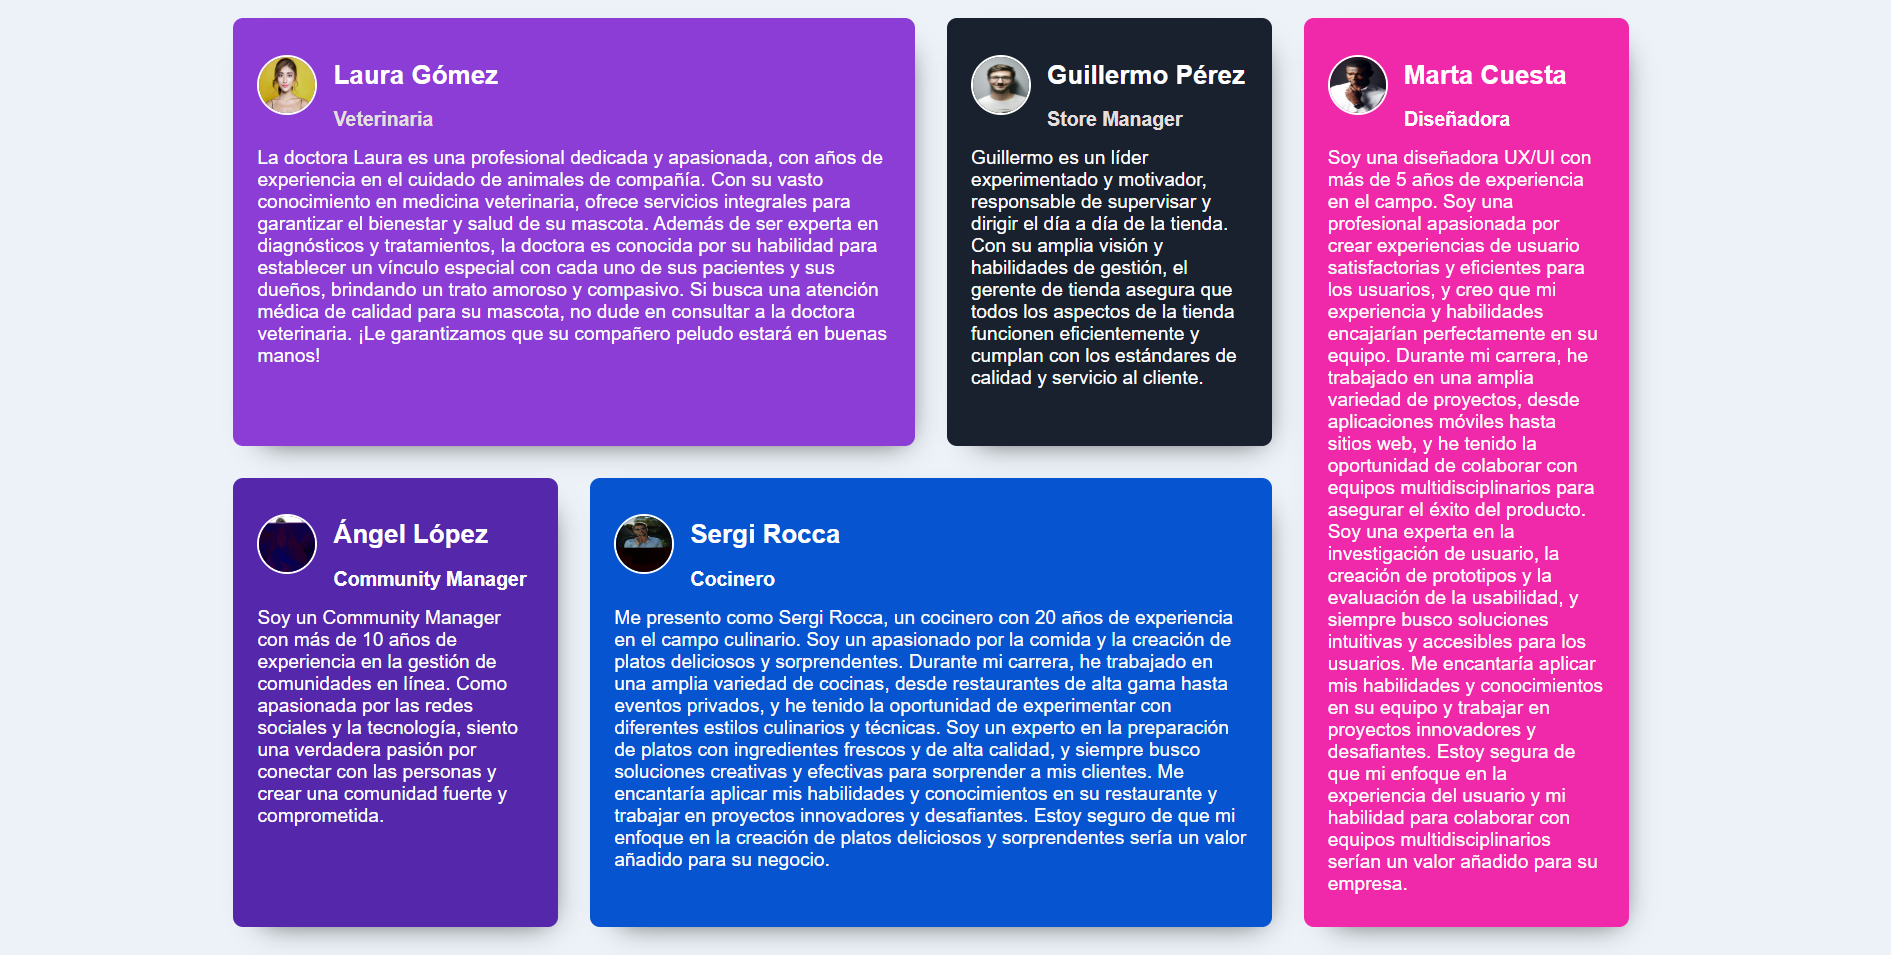 Laura Gómez
Veterinaria
La doctora Laura es una profesional dedicada y apasionada, con años de
experiencia en el cuidado de animales de compañía. Con su vasto
conocimiento en medicina veterinaria, ofrece servicios integrales para
garantizar el bienestar y salud de su mascota. Además de ser experta en
diagnósticos y tratamientos, la doctora es conocida por su habilidad para
establecer un vínculo especial con cada uno de sus pacientes y sus
dueños, brindando un trato amoroso y compasivo. Si busca una atención
médica de calidad para su mascota, no dude en consultar a la doctora
veterinaria. ¡Le garantizamos que su compañero peludo estará en buenas
manos!
Guillermo Pérez
Store Manager
Guillermo es un líder
experimentado y motivador,
responsable de supervisar y
dirigir el día a día de la tienda.
Con su amplia visión y
habilidades de gestión, el
gerente de tienda asegura que
todos los aspectos de la tienda
funcionen eficientemente y
cumplan con los estándares de
calidad y servicio al cliente.
Marta Cuesta
Diseñadora
Soy una diseñadora UX/UI con
más de 5 años de experiencia
en el campo. Soy una
profesional apasionada por
crear experiencias de usuario
satisfactorias y eficientes para
los usuarios, y creo que mi
experiencia y habilidades
encajarían perfectamente en su
equipo. Durante mi carrera, he
trabajado en una amplia
variedad de proyectos, desde
aplicaciones móviles hasta
sitios web, y he tenido la
oportunidad de colaborar con
equipos multidisciplinarios para
asegurar el éxito del producto.
Soy una experta en la
investigación de usuario, la
creación de prototipos y la
evaluación de la usabilidad, y
siempre busco soluciones
intuitivas y accesibles para los
usuarios. Me encantaría aplicar
mis habilidades y conocimientos
en su equipo y trabajar en
proyectos innovadores y
desafiantes. Estoy segura de
que mi enfoque en la
experiencia del usuario y mi
habilidad para colaborar con
equipos multidisciplinarios
serían un valor añadido para su
empresa.
Ángel López
Community Manager
Soy un Community Manager
con más de 10 años de
experiencia en la gestión de
comunidades en línea. Como
apasionada por las redes
sociales y la tecnología, siento
una verdadera pasión por
conectar con las personas y
crear una comunidad fuerte y
comprometida.
Sergi Rocca
Cocinero
Me presento como Sergi Rocca, un cocinero con 20 años de experiencia
en el campo culinario. Soy un apasionado por la comida y la creación de
platos deliciosos y sorprendentes. Durante mi carrera, he trabajado en
una amplia variedad de cocinas, desde restaurantes de alta gama hasta
eventos privados, y he tenido la oportunidad de experimentar con
diferentes estilos culinarios y técnicas. Soy un experto en la preparación
de platos con ingredientes frescos y de alta calidad, y siempre busco
soluciones creativas y efectivas para sorprender a mis clientes. Me
encantaría aplicar mis habilidades y conocimientos en su restaurante y
trabajar en proyectos innovadores y desafiantes. Estoy seguro de que mi
enfoque en la creación de platos deliciosos y sorprendentes sería un valor
añadido para su negocio.